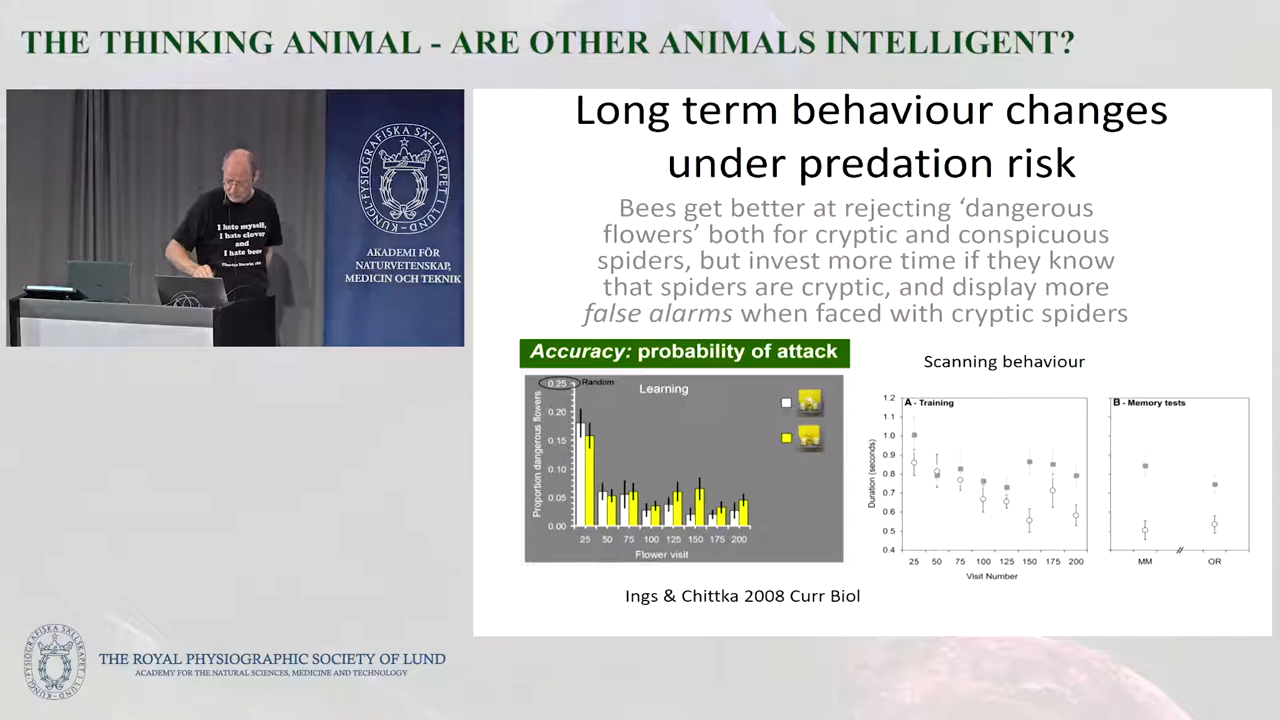 THE THINKING ANIMAL - ARE OTHER ANIMALS INTELLIGENT?
I hate myself,
I hate clover
and
I hate bees
KUNGL. FYSIOGRAFISKA SÄLLSKAPET I LUND
AKADEMI FÖR
NATURVETENSKAP,
MEDICIN OCH TEKNIK
Long term behaviour changes
under predation risk
Bees get better at rejecting ‘dangerous
flowers’ both for cryptic and conspicuous
spiders, but invest more time if they know
that spiders are cryptic, and display more
false alarms when faced with cryptic spiders
Accuracy: probability of attack
Learning
Random
Proportion dangerous flowers
0.25
0.20
0.15
0.10
0.05
0.00
25 50 75 100 125 150 175 200
Flower visit
Scanning behaviour
A - Training
B - Memory tests
Duration (seconds)
1.2
1.1
1.0
0.9
0.8
0.7
0.6
0.5
0.4
25 50 75 100 125 150 175 200
MM OR
Visit Number
Ings & Chittka 2008 Curr Biol
THE ROYAL PHYSIOGRAPHIC SOCIETY OF LUND
ACADEMY FOR THE NATURAL SCIENCES, MEDICINE AND TECHNOLOGY